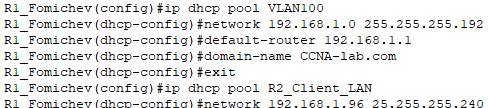 R1_Fomichev(config)#ip dhcp pool VLAN100
R1_Fomichev(dhcp-config)#network 192.168.1.0 255.255.255.192
R1_Fomichev(dhcp-config)#default-router 192.168.1.1
R1_Fomichev(dhcp-config)#domain-name CCNA-lab.com
R1_Fomichev(dhcp-config)#exit
R1_Fomichev(config)#ip dhcp pool R2_Client_LAN
R1_Fomichev(dhcp-config)#network 192.168.1.96 25.255.255.240